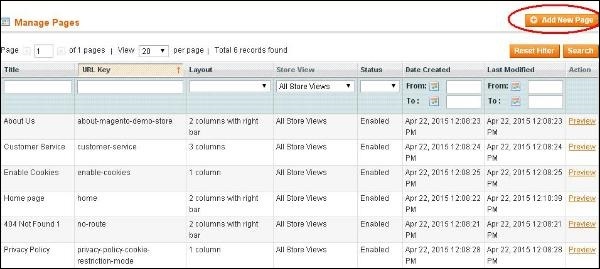 Manage Pages
Add New Page
Page 1 of 1 pages | View 20 per page | Total 6 records found
Reset Filter Search
Title URL Key Layout Store View Status Date Created Last Modified Action
All Store Views From: From:
To : To :
About Us about-magento-demo-store 2 columns with right All Store Views Enabled Apr 22, 2015 12:08:23 Apr 22, 2015 12:08:23 Preview
bar PM PM
Customer Service customer-service 3 columns All Store Views Enabled Apr 22, 2015 12:08:24 Apr 22, 2015 12:08:24 Preview
PM PM
Enable Cookies enable-cookies 1 column All Store Views Enabled Apr 22, 2015 12:08:25 Apr 22, 2015 12:08:25 Preview
PM PM
Home page home 2 columns with right All Store Views Enabled Apr 22, 2015 12:08:22 Apr 22, 2015 12:10:39 Preview
bar PM PM
404 Not Found 1 no-route 2 columns with right All Store Views Enabled Apr 22, 2015 12:08:21 Apr 22, 2015 12:08:21 Preview
bar PM PM
Privacy Policy privacy-policy-cookie- 1 column All Store Views Enabled Apr 22, 2015 12:08:28 Apr 22, 2015 12:08:28 Preview
restriction-mode PM PM